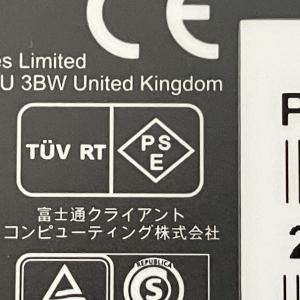 CE
es Limited
U 3BW United Kingdom
TÜV RT
PS
E
富士通クライアント
コンピューティング株式会社
REPUBLICA
S
P
2